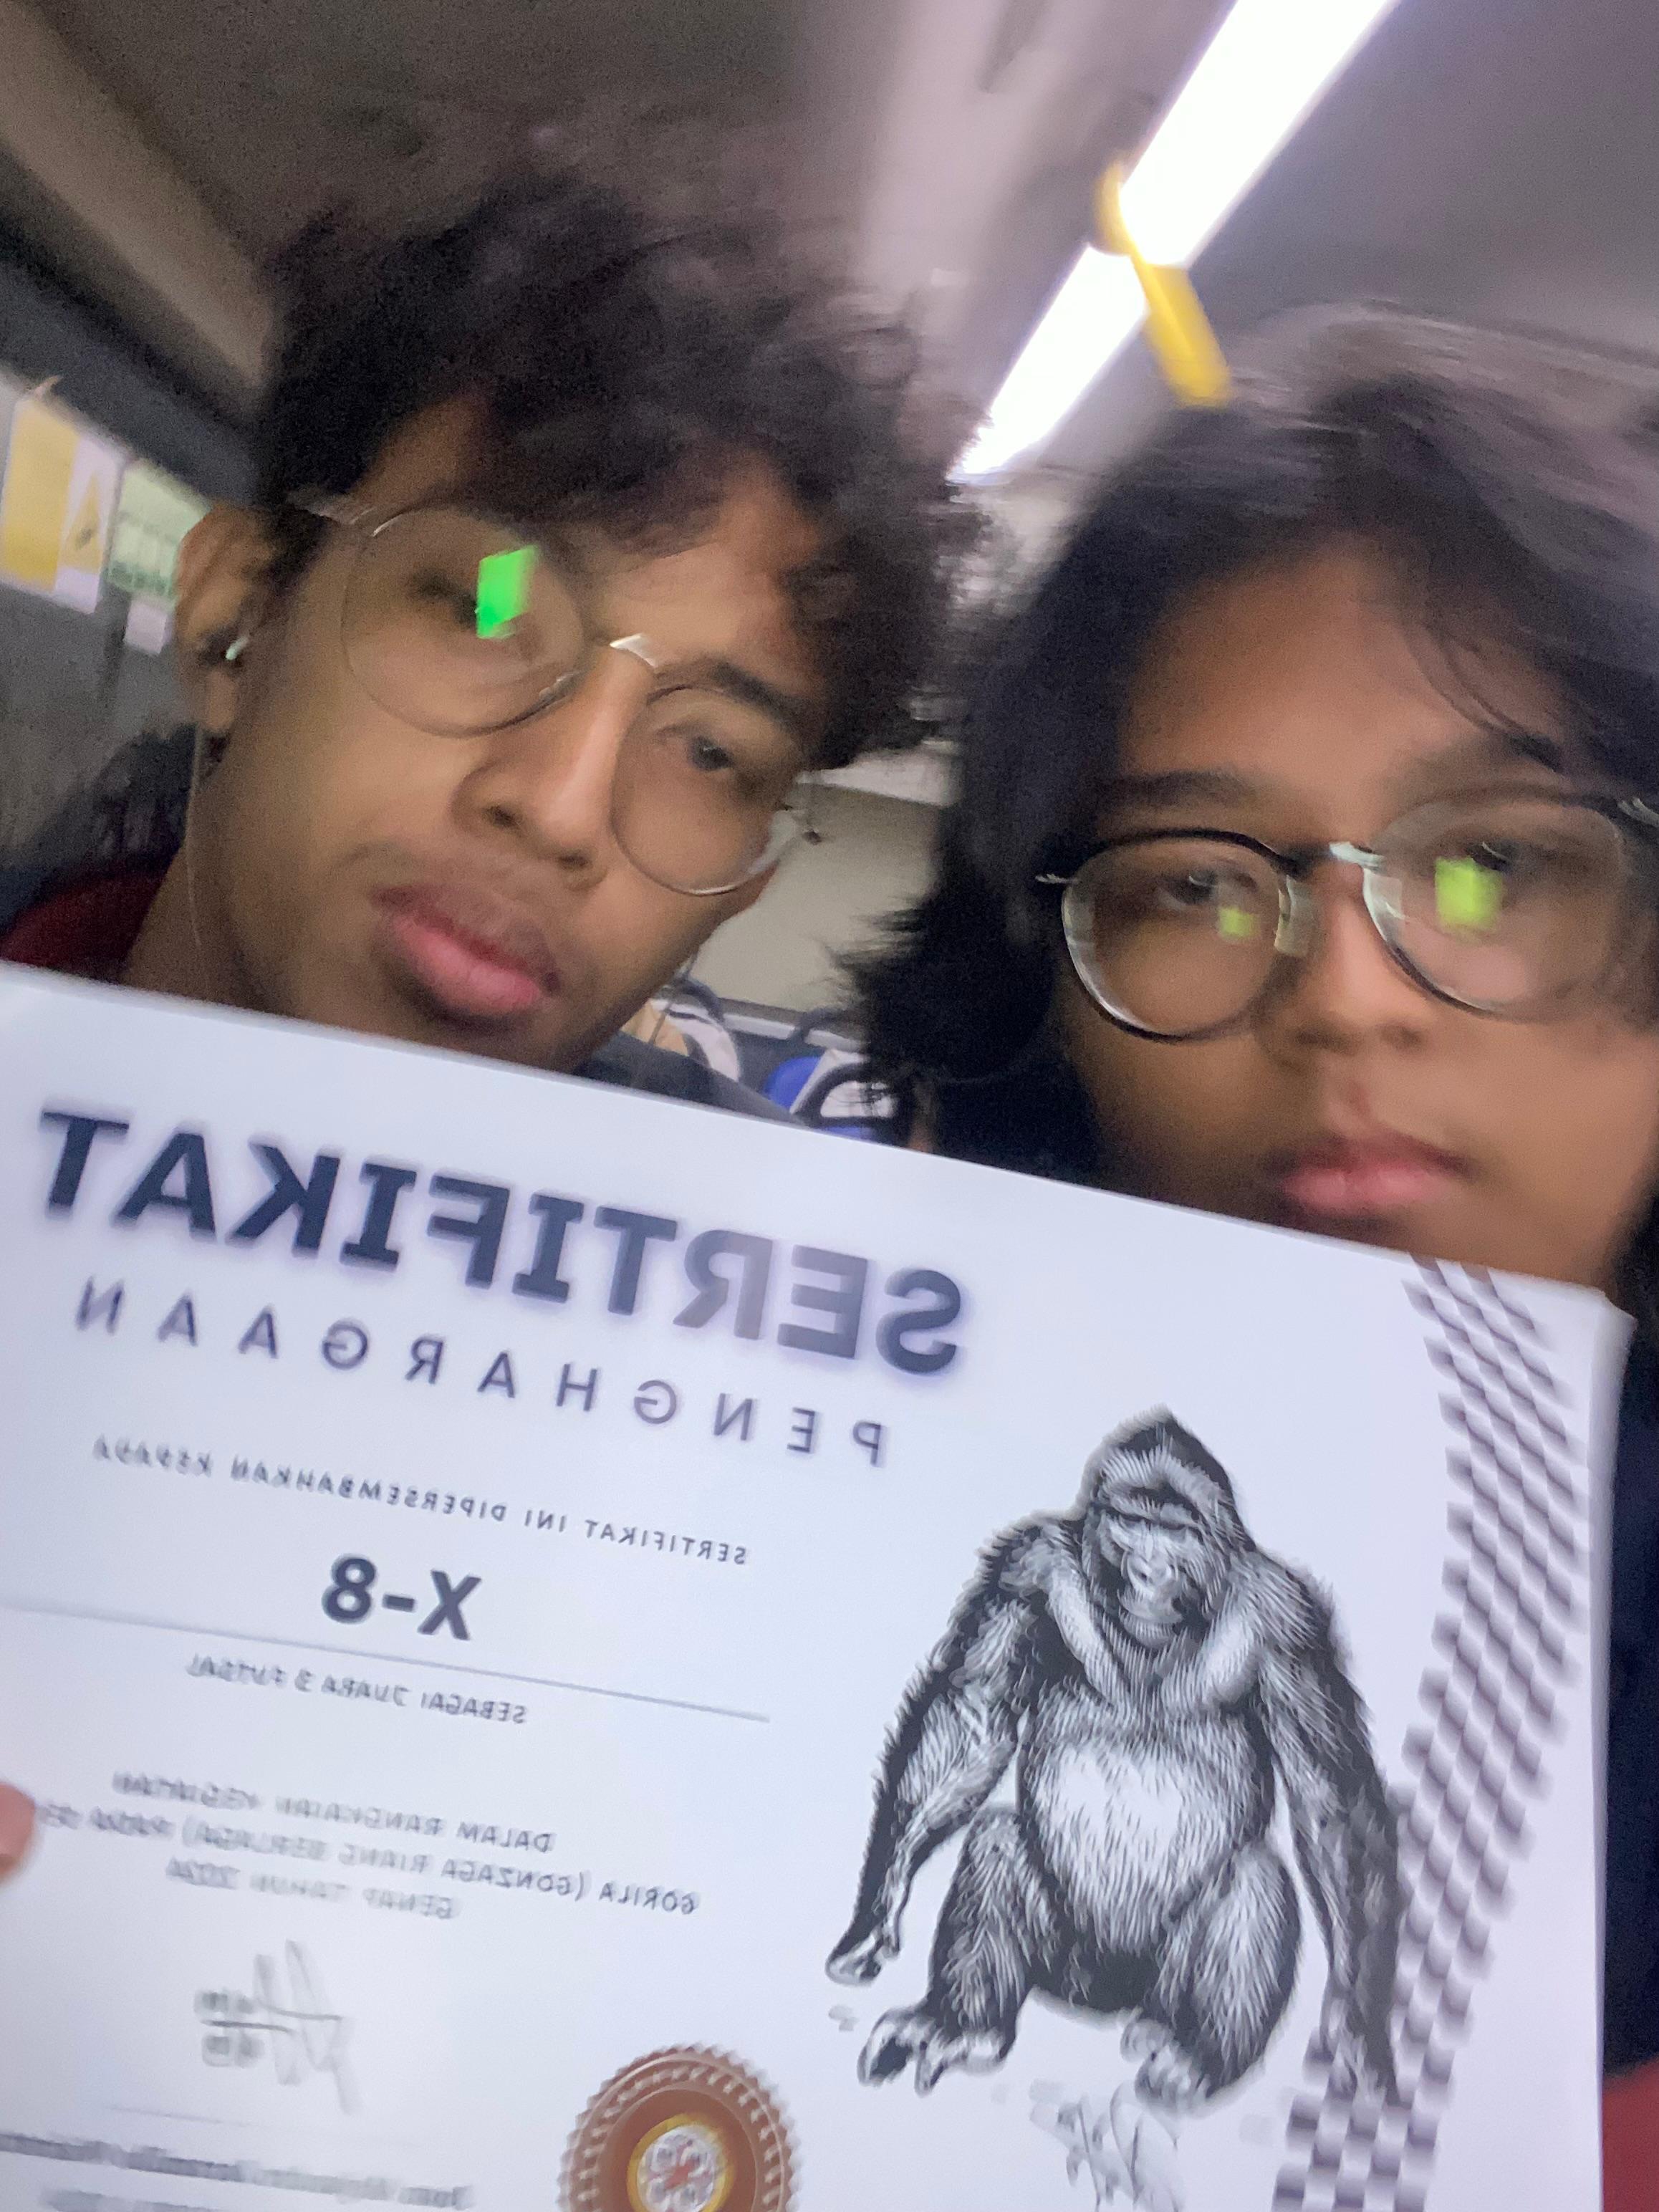 SERTIFIKAT
PENGHARGAAN
SERTIFIKAT INI DIPERSEMBAHKAN KEPADA
X-8
SEBAGAI JUARA 3 FUTSAL
DALAM RANGKAIAN KEGIATAN
GORILA (GONZAGA RIANG BERLAGA) PADA
GENAP TAHUN 2024